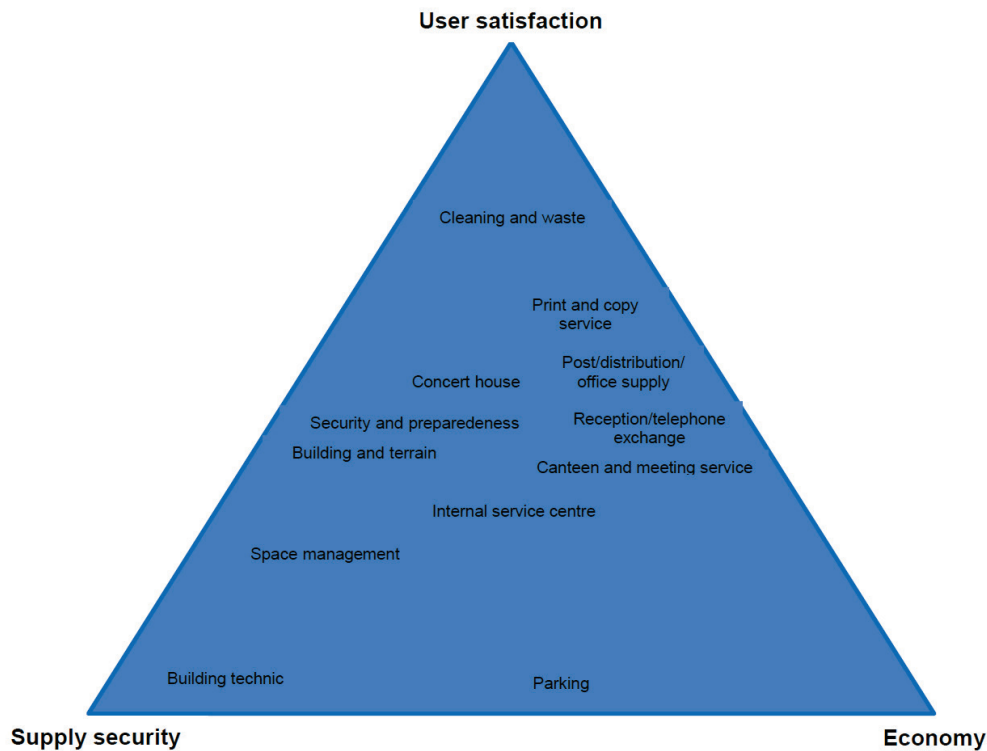 User satisfaction
Cleaning and waste
Print and copy
service
Post/distribution/
office supply
Concert house
Security and preparedeness
Reception/telephone
exchange
Building and terrain
Canteen and meeting service
Internal service centre
Space management
Building technic
Parking
Supply security
Economy